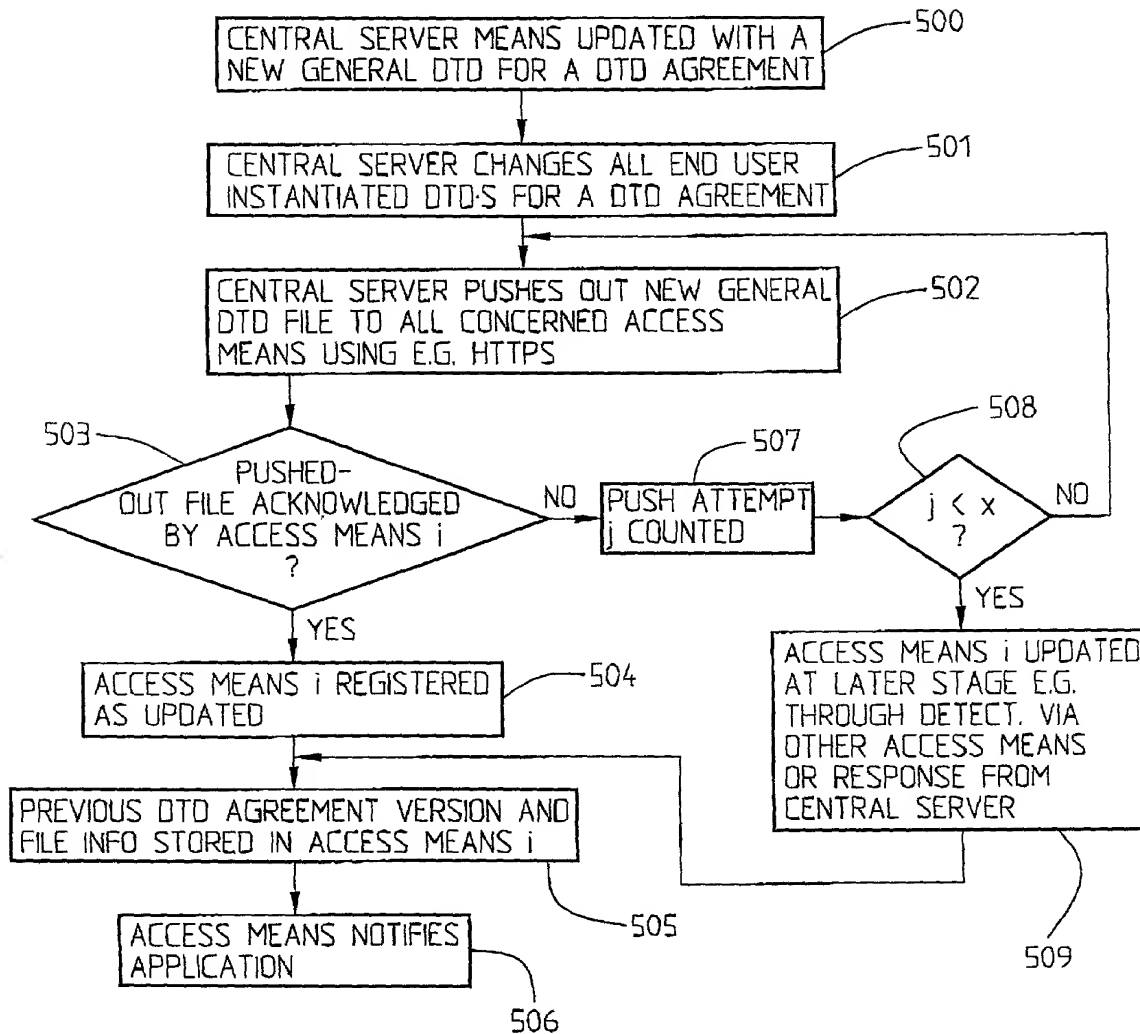 CENTRAL SERVER MEANS UPDATED WITH A
NEW GENERAL DTD FOR A DTD AGREEMENT
500
CENTRAL SERVER CHANGES ALL END USER
INSTANTIATED DTD·S FOR A DTD AGREEMENT
501
CENTRAL SERVER PUSHES OUT NEW GENERAL
DTD FILE TO ALL CONCERNED ACCESS
MEANS USING E.G. HTTPS
502
503
PUSHED-
OUT FILE ACKNOWLEDGED
BY ACCESS MEANS i
?
NO
507
PUSH ATTEMPT
j COUNTED
508
j < x
?
NO
YES
YES
ACCESS MEANS i REGISTERED
AS UPDATED
504
ACCESS MEANS i UPDATED
AT LATER STAGE E.G.
THROUGH DETECT. VIA
OTHER ACCESS MEANS
OR RESPONSE FROM
CENTRAL SERVER
509
PREVIOUS DTD AGREEMENT VERSION AND
FILE INFO STORED IN ACCESS MEANS i
505
ACCESS MEANS NOTIFIES
APPLICATION
506